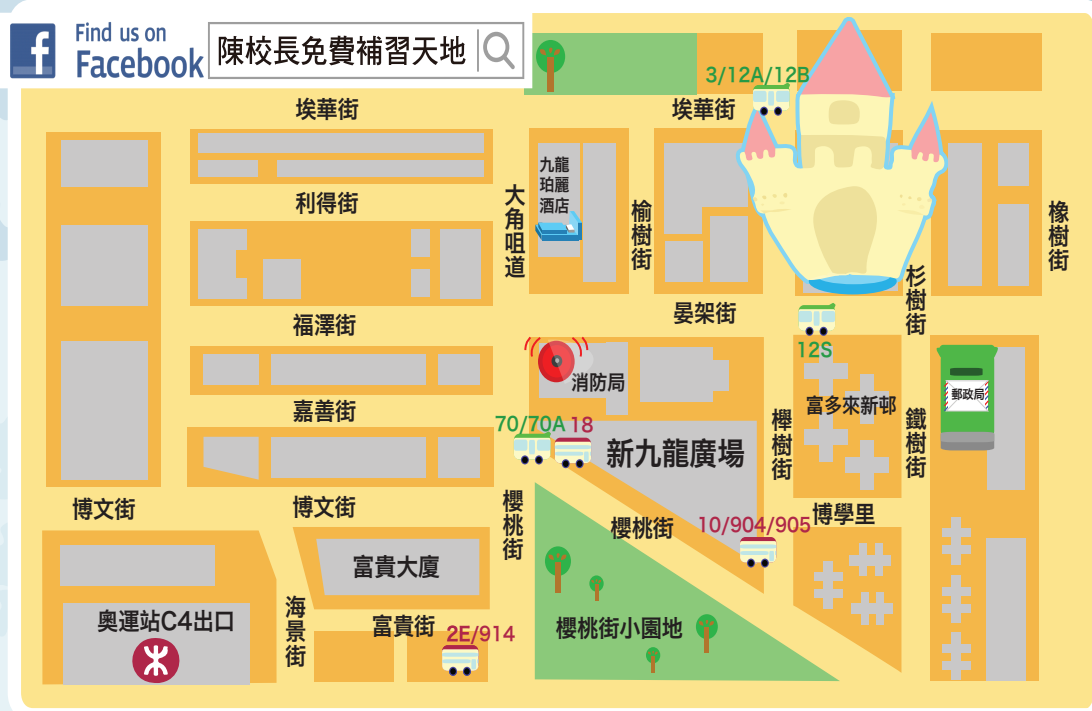 Find us on
Facebook
陳校長免費補習天地
3/12A/12B
埃華街
埃華街
九龍
珀麗
酒店
利得街
大角咀道
榆樹街
橡樹街
杉樹街
福澤街
晏架街
12S
消防局
郵政局
富多來新邨
嘉善街
70/70A 18
櫸樹街
鐵樹街
新九龍廣場
博文街
博文街
櫻桃街
櫻桃街
10/904/905
博學里
富貴大廈
海景街
奧運站C4出口
富貴街
2E/914
櫻桃街小園地